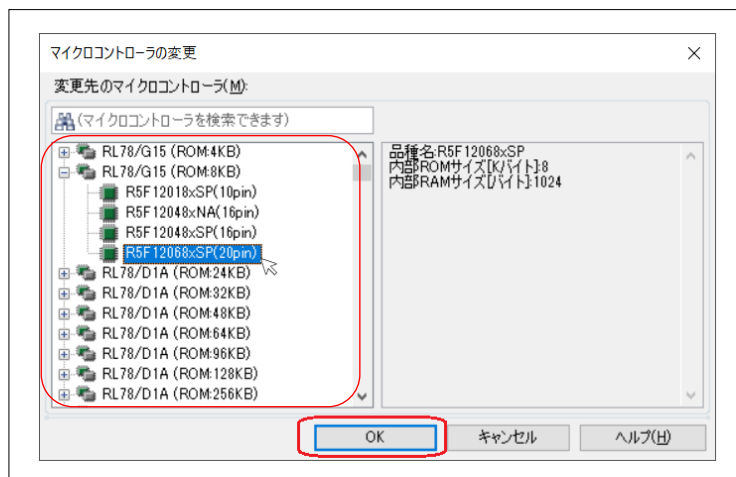 マイクロコントローラの変更
変更先のマイクロコントローラ(M):
(マイクロコントローラを検索できます)
RL78/G15 (ROM:4KB)
RL78/G15 (ROM:8KB)
R5F12018xSP(10pin)
R5F12048xNA(16pin)
R5F12048xSP(16pin)
R5F12068xSP(20pin)
RL78/D1A (ROM:24KB)
RL78/D1A (ROM:32KB)
RL78/D1A (ROM:48KB)
RL78/D1A (ROM:64KB)
RL78/D1A (ROM:96KB)
RL78/D1A (ROM:128KB)
RL78/D1A (ROM:256KB)
品種名:R5F12068xSP
内部ROMサイズ[Kバイト]:8
内部RAMサイズ[バイト]:1024
OK
キャンセル
ヘルプ(H)